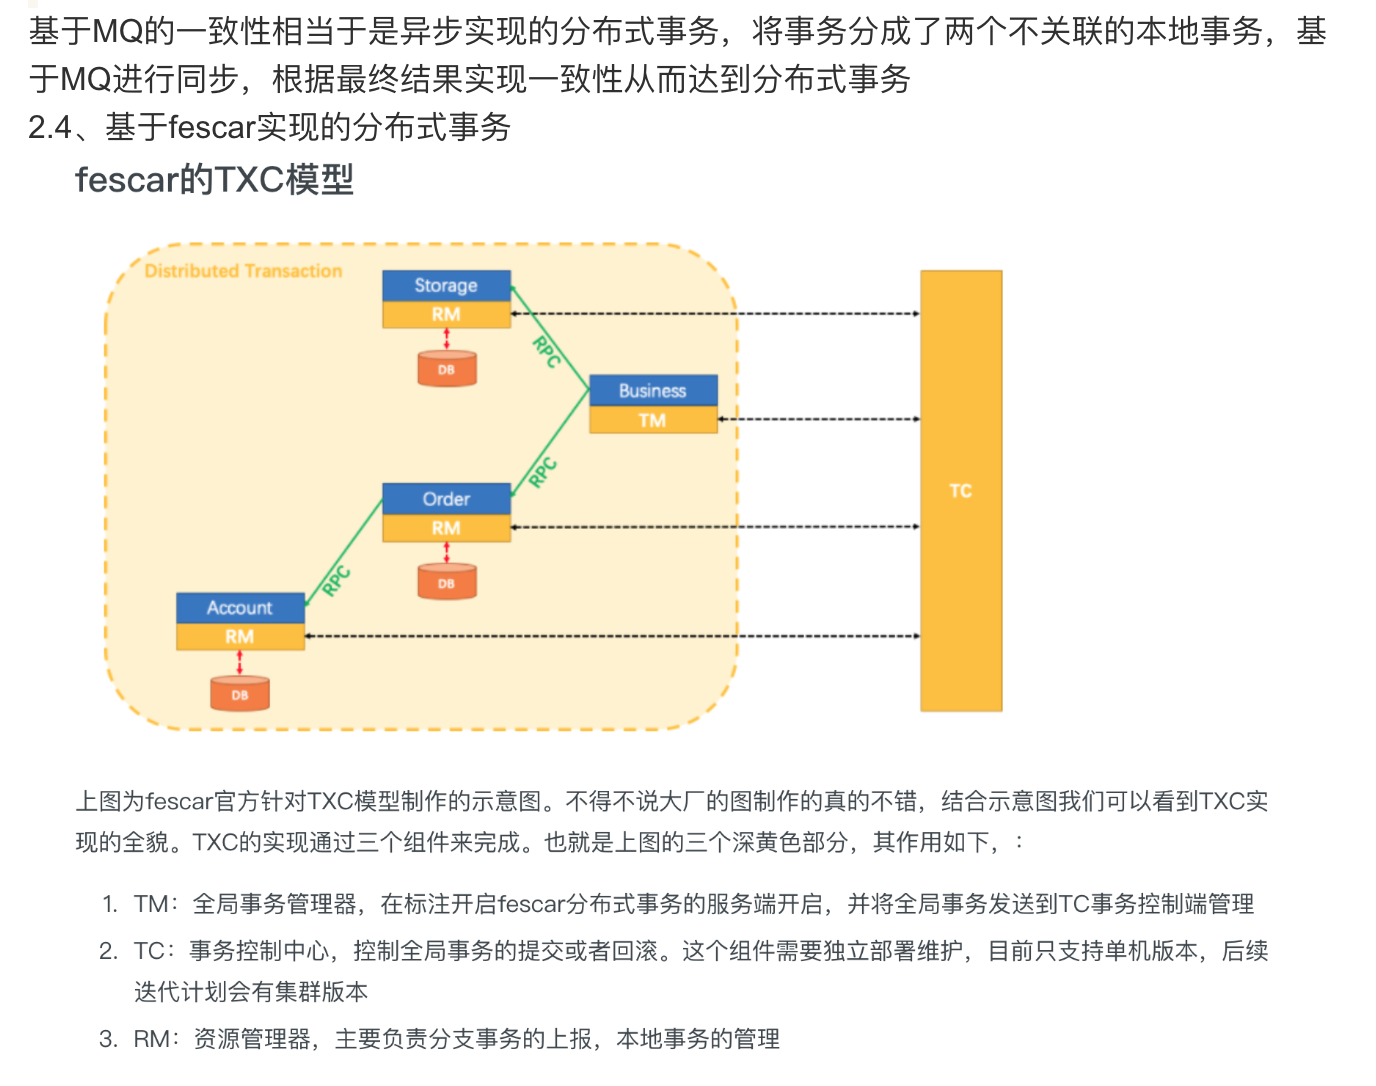 基于MQ的一致性相当于是异步实现的分布式事务，将事务分成了两个不关联的本地事务，基
于MQ进行同步，根据最终结果实现一致性从而达到分布式事务
2.4、基于fescar实现的分布式事务
fescar的TXC模型
Distributed Transaction
Storage
RM
DB
RPC
Business
TM
RPC
Order
RM
DB
TC
RPC
Account
RM
DB
上图为fescar官方针对TXC模型制作的示意图。不得不说大厂的图制作的真的不错，结合示意图我们可以看到TXC实
现的全貌。TXC的实现通过三个组件来完成。也就是上图的三个深黄色部分，其作用如下，：
1. TM：全局事务管理器，在标注开启fescar分布式事务的服务端开启，并将全局事务发送到TC事务控制端管理
2. TC：事务控制中心，控制全局事务的提交或者回滚。这个组件需要独立部署维护，目前只支持单机版本，后续
迭代计划会有集群版本
3. RM：资源管理器，主要负责分支事务的上报，本地事务的管理